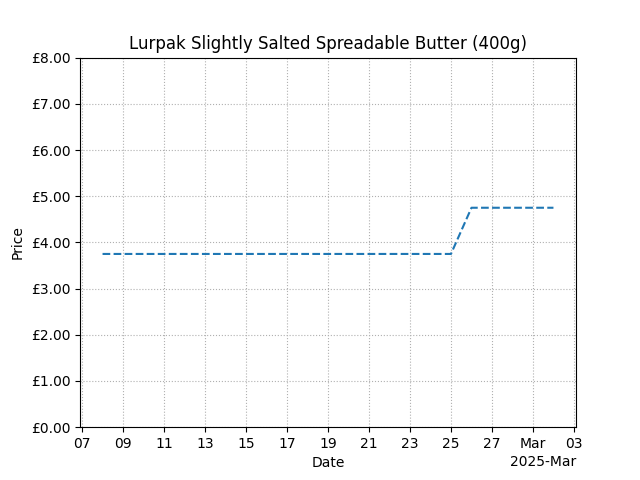 Lurpak Slightly Salted Spreadable Butter (400g)
£8.00
£7.00
£6.00
£5.00
£4.00
£3.00
£2.00
£1.00
£0.00
Price
07 09 11 13 15 17 19 21 23 25 27 Mar 03
Date
2025-Mar